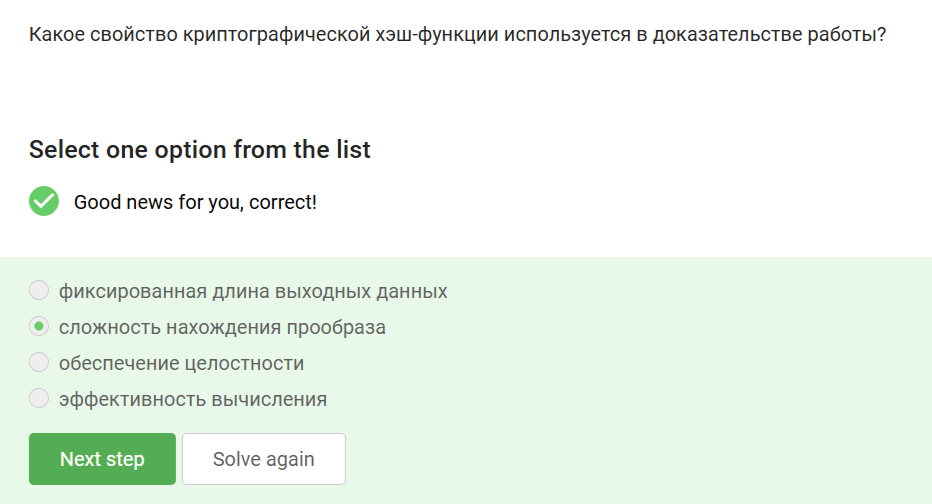 Какое свойство криптографической хэш-функции используется в доказательстве работы?
Select one option from the list
Good news for you, correct!
фиксированная длина выходных данных
сложность нахождения прообраза
обеспечение целостности
эффективность вычисления
Next step
Solve again